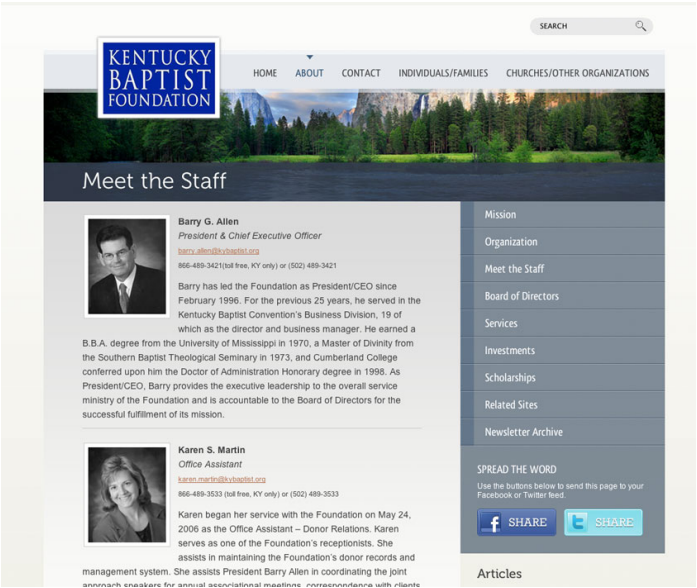 SEARCH
KENTUCKY
BAPTIST
FOUNDATION
HOME ABOUT CONTACT INDIVIDUALS/FAMILIES CHURCHES/OTHER ORGANIZATIONS
Meet the Staff
Barry G. Allen
President & Chief Executive Officer
barry.allen@kybaptist.org
866-489-3421(toll free, KY only) or (502) 489-3421
Barry has led the Foundation as President/CEO since
February 1996. For the previous 25 years, he served in the
Kentucky Baptist Convention's Business Division, 19 of
which as the director and business manager. He earned a
B.B.A. degree from the University of Mississippi in 1970, a Master of Divinity from
the Southern Baptist Theological Seminary in 1973, and Cumberland College
conferred upon him the Doctor of Administration Honorary degree in 1998. As
President/CEO, Barry provides the executive leadership to the overall service
ministry of the Foundation and is accountable to the Board of Directors for the
successful fulfillment of its mission.
Karen S. Martin
Office Assistant
karen.martin@kybaptist.org
866-489-3533 (toll free, KY only) or (502) 489-3533
Karen began her service with the Foundation on May 24,
2006 as the Office Assistant – Donor Relations. Karen
serves as one of the Foundation's receptionists. She
assists in maintaining the Foundation's donor records and
management system. She assists President Barry Allen in coordinating the joint
approach speakers for annual associational meetings, correspondence with clients
Mission
Organization
Meet the Staff
Board of Directors
Services
Investments
Scholarships
Related Sites
Newsletter Archive
SPREAD THE WORD
Use the buttons below to send this page to your
Facebook or Twitter feed.
f SHARE
t SHARE
Articles